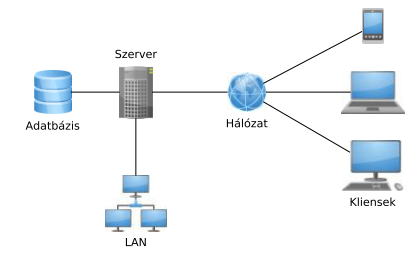 Szerver
Adatbázis
Hálózat
Kliensek
LAN